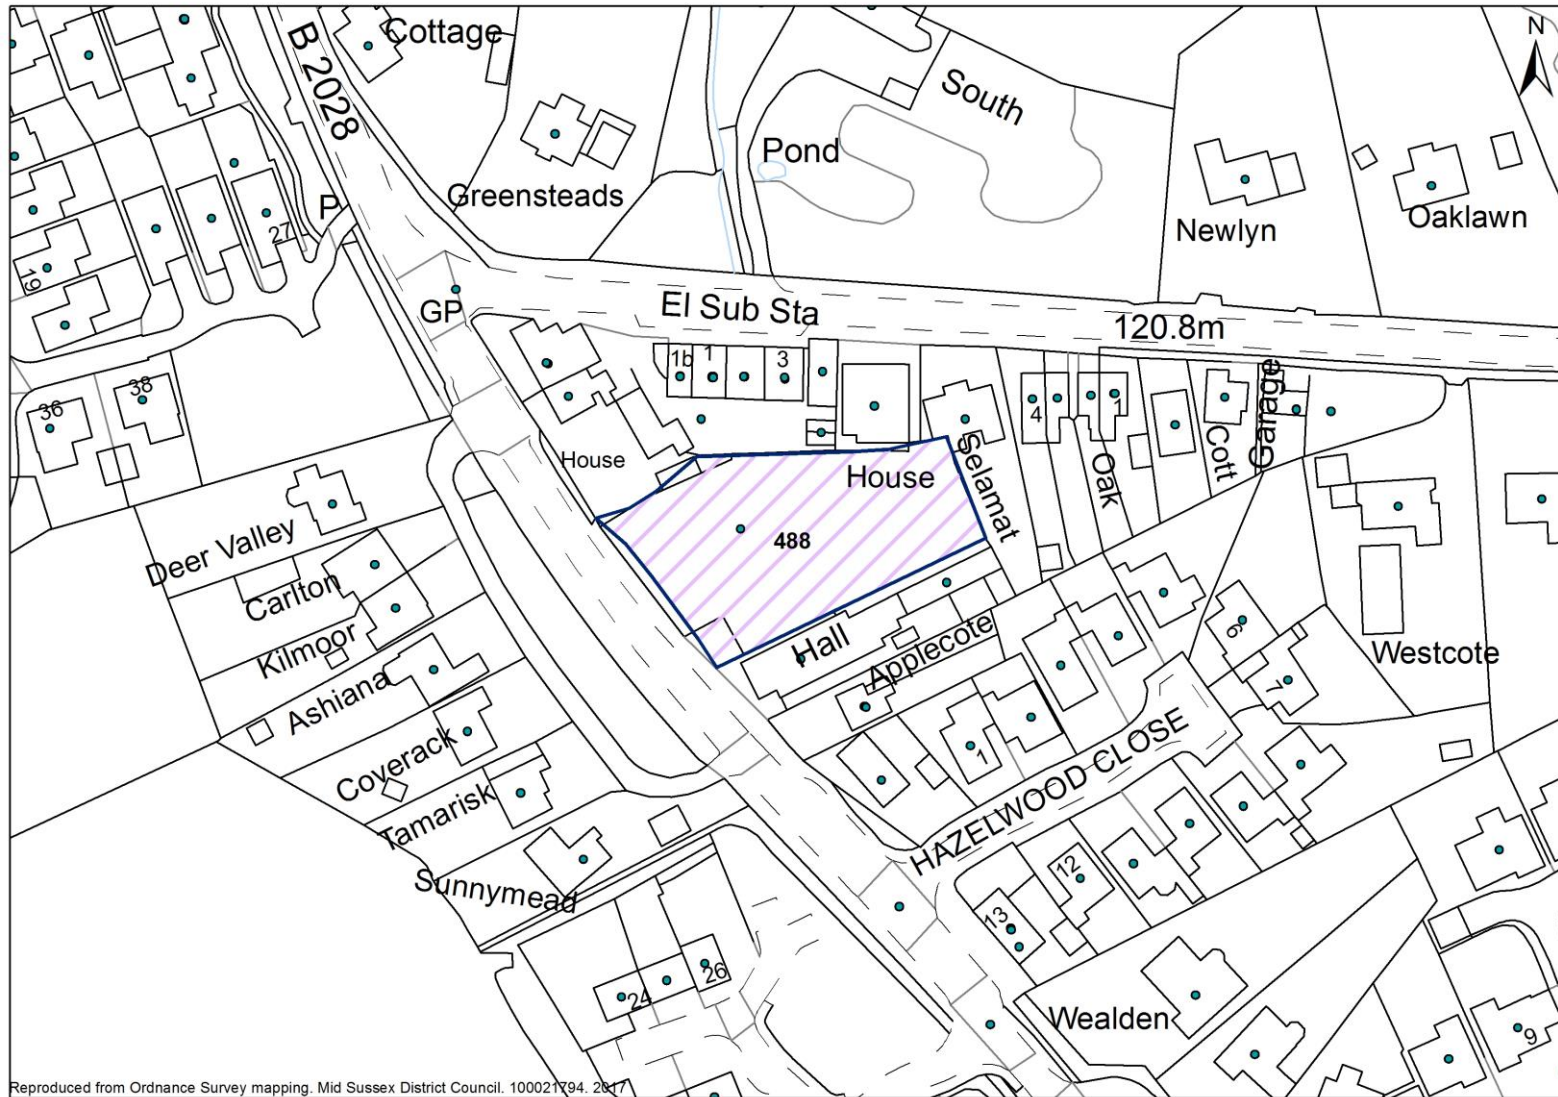 Cottage
N
B 2028
South
Pond
Greensteads
P
27
Newlyn
Oaklawn
19
GP
El Sub Sta
120.8m
1b
1
3
Garage
36
38
4
1
Oak
Cott
House
House
Selamat
488
Deer Valley
Carlton
Kilmoor
Hall
Applecote
6
Westcote
Ashiana
7
Coverack
1
HAZELWOOD CLOSE
Tamarisk
Sunnymead
12
13
24
26
Wealden
9
Reproduced from Ordnance Survey mapping. Mid Sussex District Council. 100021794. 2017